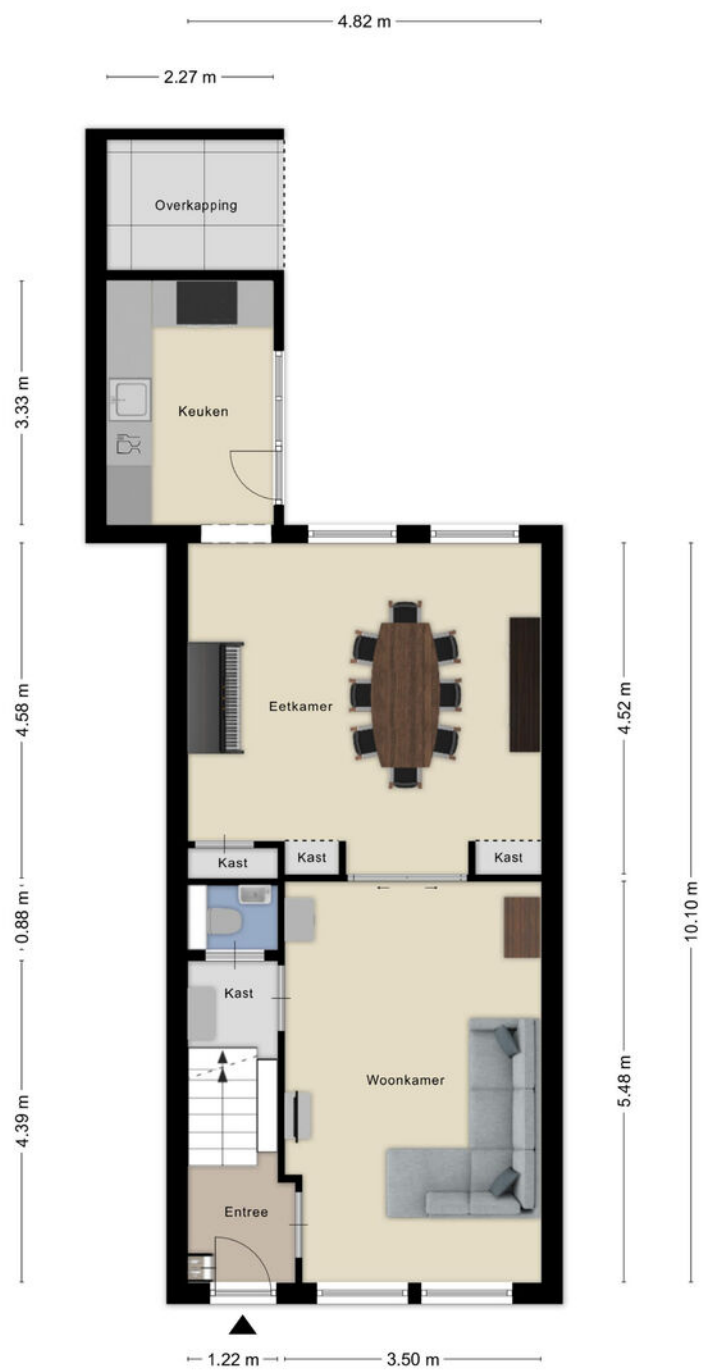 4.82 m
2.27 m
Overkapping
3.33 m
Keuken
4.58 m
Eetkamer
4.52 m
Kast
Kast
Kast
0.88 m
10.10 m
Kast
4.39 m
Woonkamer
5.48 m
Entree
1.22 m
3.50 m